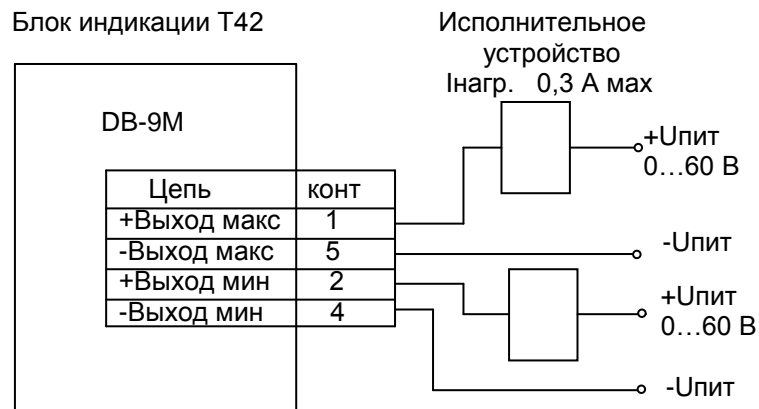 Блок индикации Т42
Исполнительное
устройство
Iнагр. 0,3 А мах
DB-9M
+Uпит
0...60 В
Цепь конт
+Выход макс 1
-Выход макс 5
+Выход мин 2
-Выход мин 4
-Uпит
+Uпит
0...60 В
-Uпит